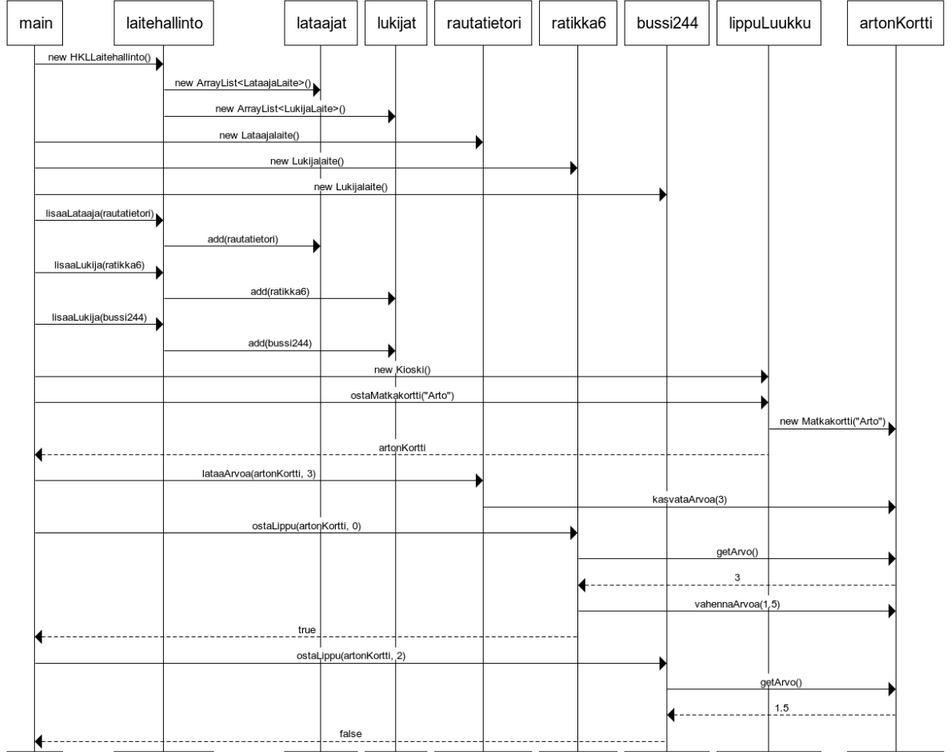 main laitehallinto lataajat lukijat rautatietori ratikka6 bussi244 lippuLuukku artonKortti
new HKLLaitehallinto()
new ArrayList<LataajaLaite>()
new ArrayList<LukijaLaite>()
new Lataajalaite()
new Lukijalaite()
new Lukijalaite()
lisaaLataaja(rautatietori)
add(rautatietori)
lisaaLukija(ratikka6)
add(ratikka6)
lisaaLukija(bussi244)
add(bussi244)
new Kioski()
ostaMatkakortti("Arto")
new Matkakortti("Arto")
artonKortti
lataaArvoa(artonKortti, 3)
kasvataArvoa(3)
ostaLippu(artonKortti, 0)
getArvo()
3
vahennaArvoa(1.5)
true
ostaLippu(artonKortti, 2)
getArvo()
1.5
false